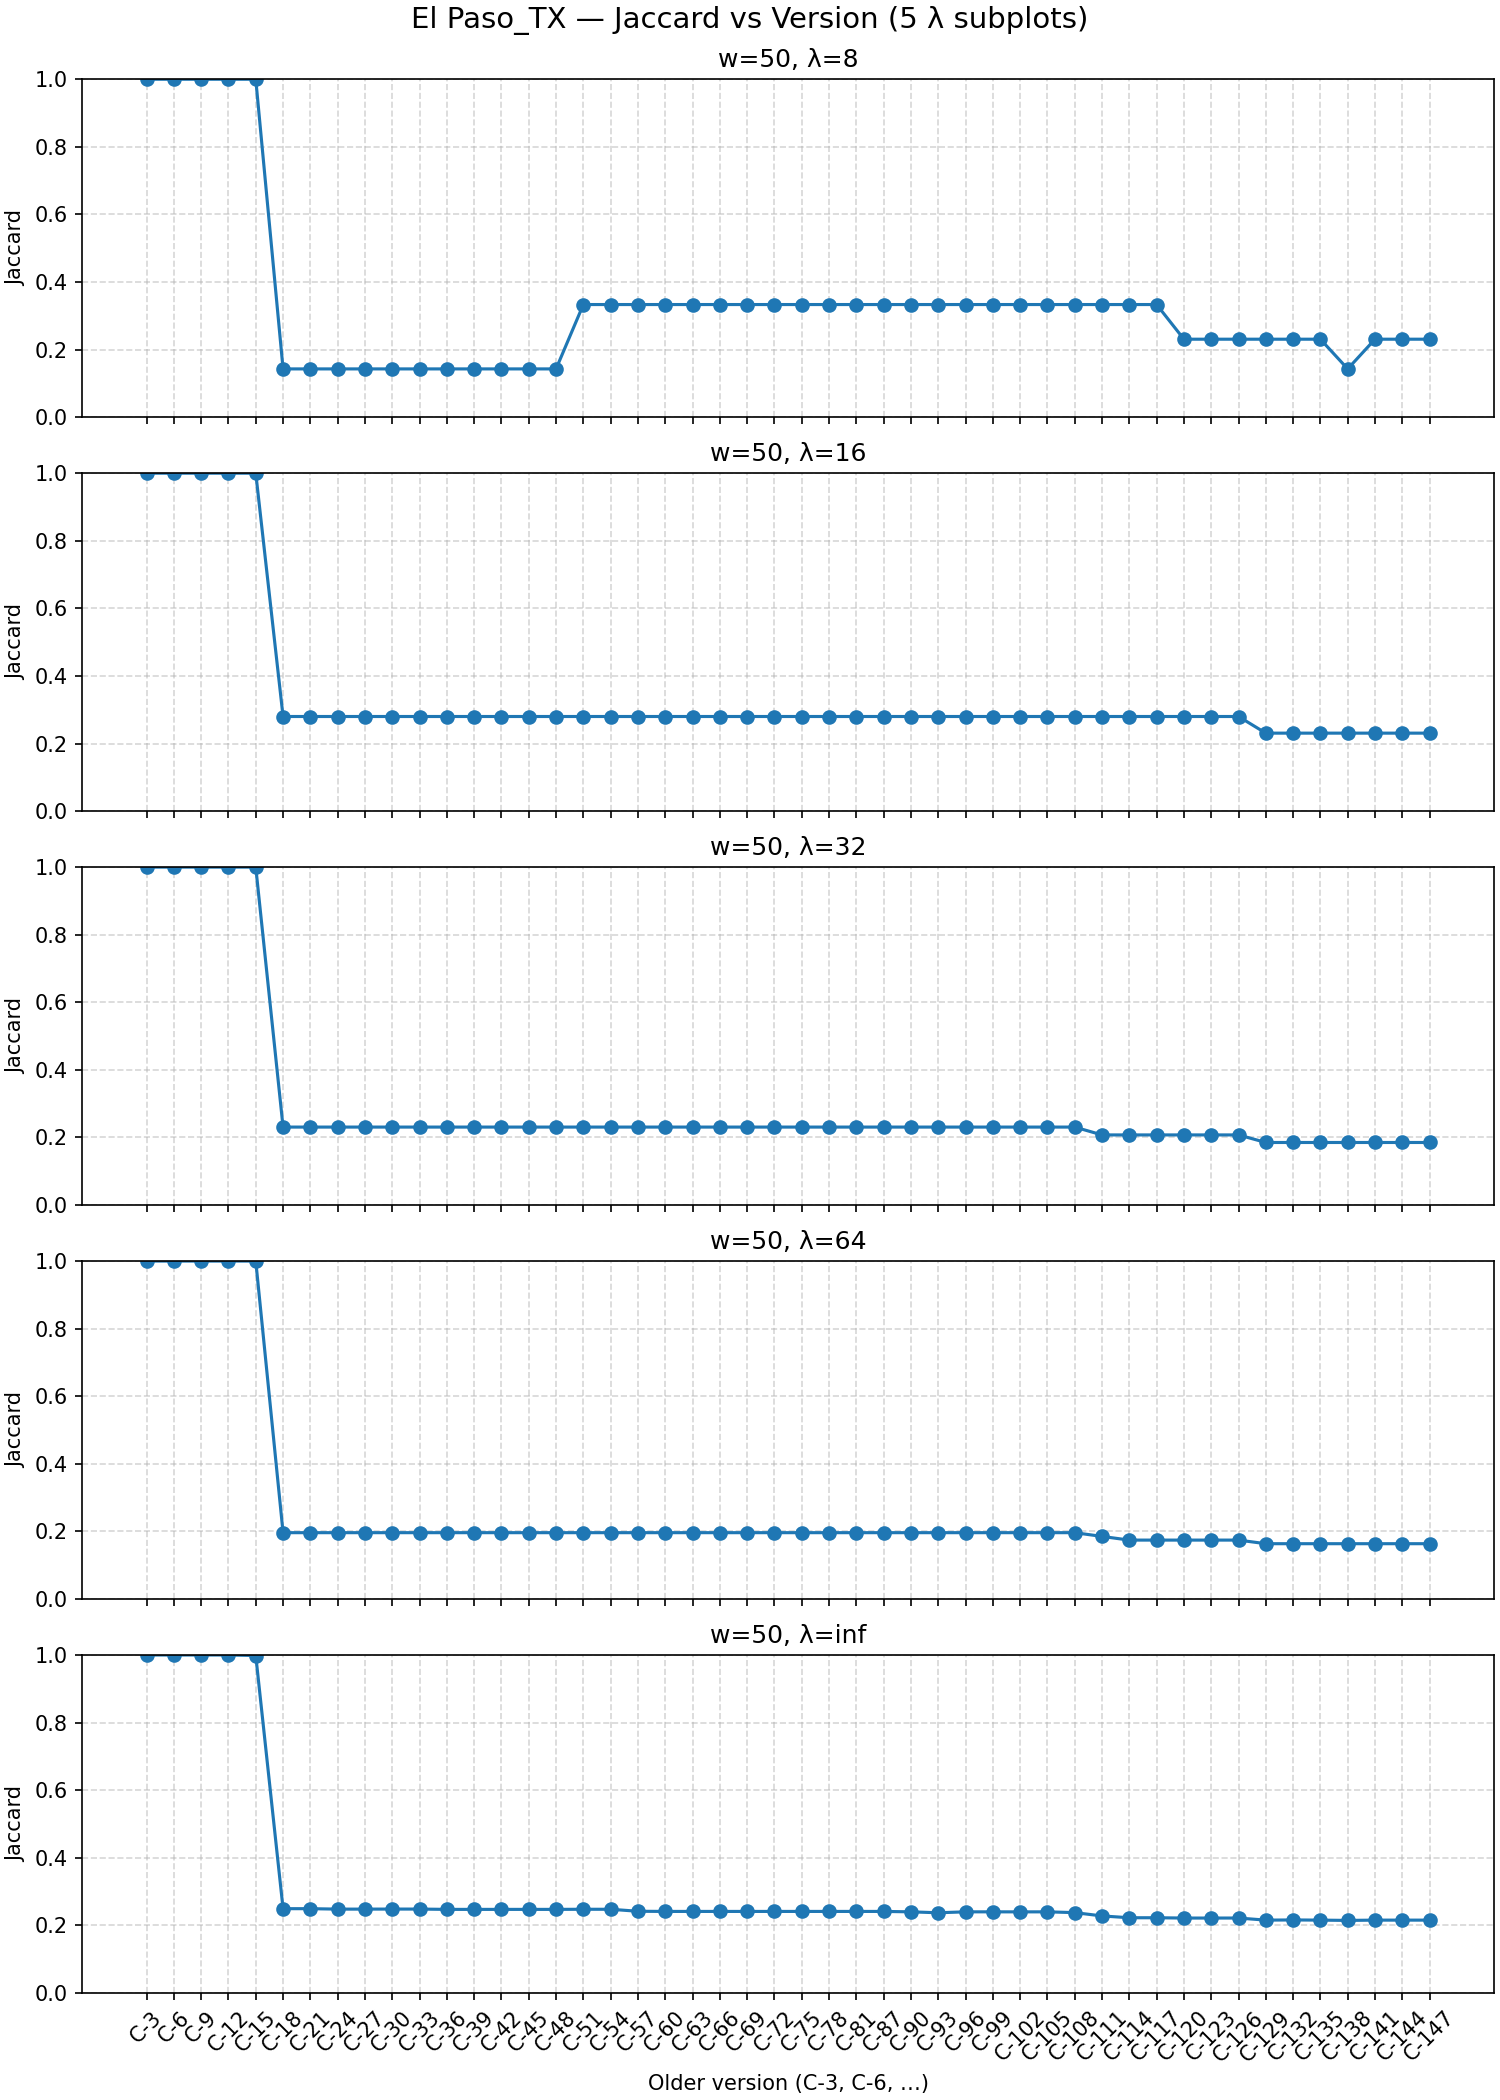 El Paso_TX — Jaccard vs Version (5 λ subplots)
w=50, λ=8
1.0
0.8
0.6
0.4
0.2
0.0
Jaccard
w=50, λ=16
1.0
0.8
0.6
0.4
0.2
0.0
Jaccard
w=50, λ=32
1.0
0.8
0.6
0.4
0.2
0.0
Jaccard
w=50, λ=64
1.0
0.8
0.6
0.4
0.2
0.0
Jaccard
w=50, λ=inf
1.0
0.8
0.6
0.4
0.2
0.0
Jaccard
C-3 C-6 C-9 C-12 C-15 C-18 C-21 C-24 C-27 C-30 C-33 C-36 C-39 C-42 C-45 C-48 C-51 C-54 C-57 C-60 C-63 C-66 C-69 C-72 C-75 C-78 C-81 C-87 C-90 C-93 C-96 C-99 C-102 C-105 C-108 C-111 C-114 C-117 C-120 C-123 C-126 C-129 C-132 C-135 C-138 C-141 C-144 C-147
Older version (C-3, C-6, ...)